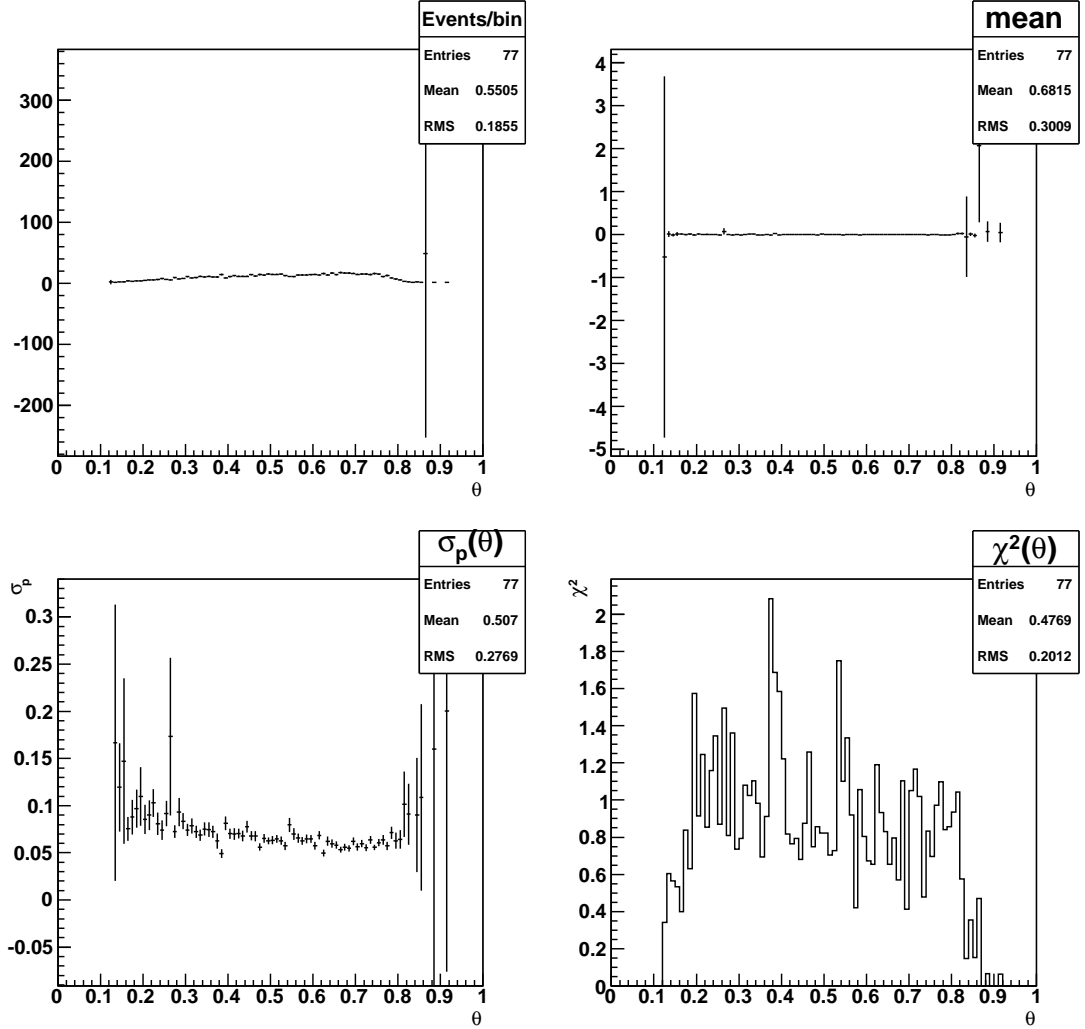 Events/bin
Entries 77
Mean 0.5505
RMS 0.1855
300
200
100
0
-100
-200
0 0.1 0.2 0.3 0.4 0.5 0.6 0.7 0.8 0.9 1
θ
mean
Entries 77
Mean 0.6815
RMS 0.3009
4
3
2
1
0
-1
-2
-3
-4
-5
0 0.1 0.2 0.3 0.4 0.5 0.6 0.7 0.8 0.9 1
θ
σp(θ)
Entries 77
Mean 0.507
RMS 0.2769
σp
0.3
0.25
0.2
0.15
0.1
0.05
0
-0.05
0 0.1 0.2 0.3 0.4 0.5 0.6 0.7 0.8 0.9 1
θ
χ²(θ)
Entries 77
Mean 0.4769
RMS 0.2012
χ²
2
1.8
1.6
1.4
1.2
1
0.8
0.6
0.4
0.2
0
0 0.1 0.2 0.3 0.4 0.5 0.6 0.7 0.8 0.9 1
θ